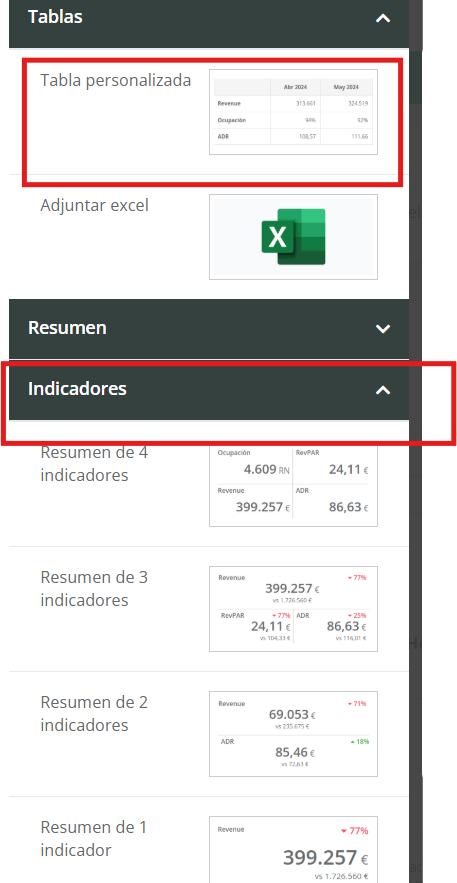 Tablas
Tabla personalizada
Abr 2024 May 2024
Revenue 313.661 324.519
Ocupación 94% 92%
ADR 108,57 111,66
Adjuntar excel
X
Resumen
Indicadores
Resumen de 4
indicadores
Ocupación RevPAR
4.609 RN 24,11 €
Revenue ADR
399.257 € 86,63 €
Resumen de 3
indicadores
Revenue 77%
399.257 €
vs 1.726.560 €
RevPAR 77% ADR 25%
24,11 € 86,63 €
vs 104,33 € vs 116,01 €
Resumen de 2
indicadores
Revenue 71%
69.053 €
vs 235.675 €
ADR 18%
85,46 €
vs 72,63 €
Resumen de 1
indicador
Revenue 77%
399.257 €
vs 1.726.560 €